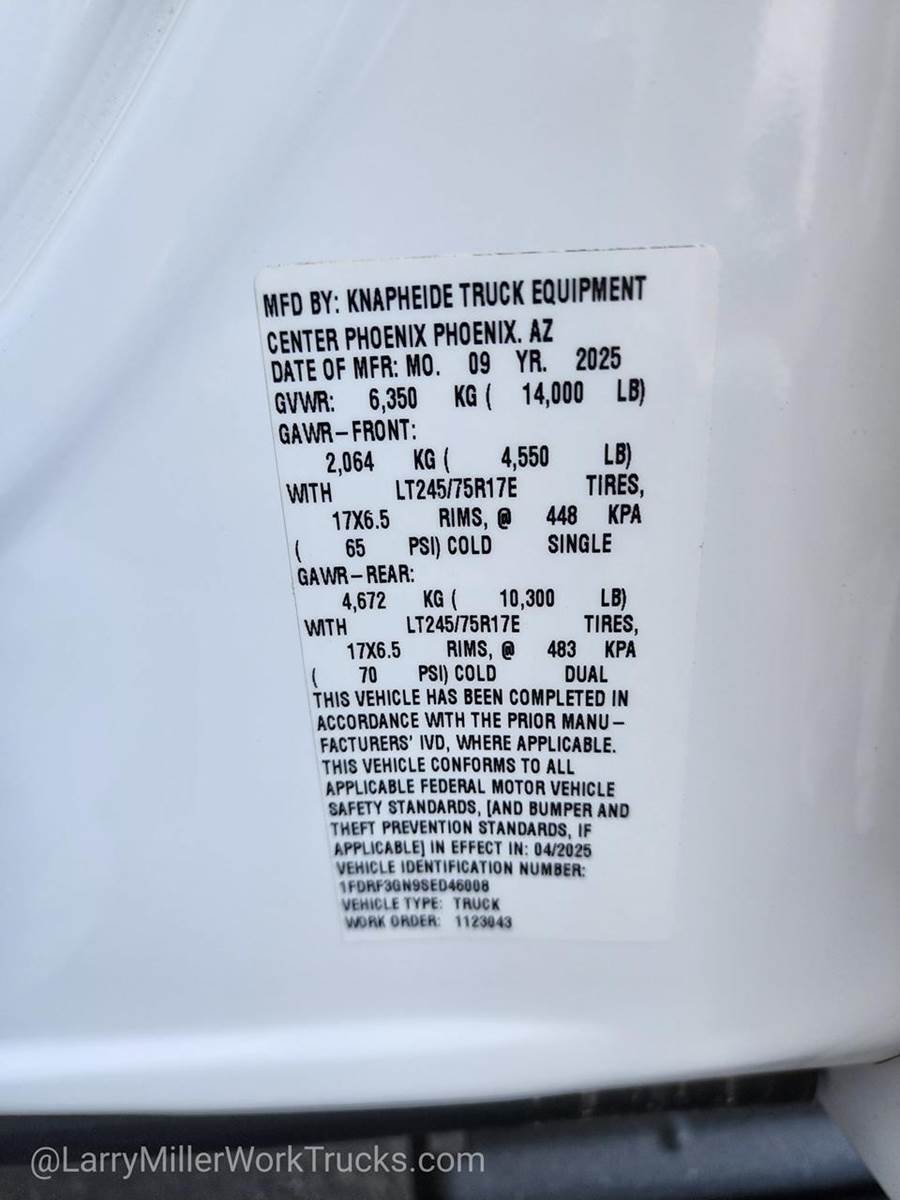 MFD BY: KNAPHEIDE TRUCK EQUIPMENT
CENTER PHOENIX PHOENIX. AZ
DATE OF MFR: MO. 09 YR. 2025
GVWR: 6,350 KG ( 14,000 LB)
GAWR-FRONT:
2,064 KG ( 4,550 LB)
WITH LT245/75R17E TIRES,
17X6.5 RIMS, @ 448 KPA
( 65 PSI) COLD SINGLE
GAWR-REAR:
4,672 KG ( 10,300 LB)
WITH LT245/75R17E TIRES,
17X6.5 RIMS, @ 483 KPA
( 70 PSI) COLD DUAL
THIS VEHICLE HAS BEEN COMPLETED IN
ACCORDANCE WITH THE PRIOR MANU-
FACTURERS' IVD, WHERE APPLICABLE.
THIS VEHICLE CONFORMS TO ALL
APPLICABLE FEDERAL MOTOR VEHICLE
SAFETY STANDARDS, [AND BUMPER AND
THEFT PREVENTION STANDARDS, IF
APPLICABLE] IN EFFECT IN: 04/2025
VEHICLE IDENTIFICATION NUMBER:
1FDRF3GN9SED46008
VEHICLE TYPE: TRUCK
WORK ORDER: 1123043
@LarryMillerWorkTrucks.com